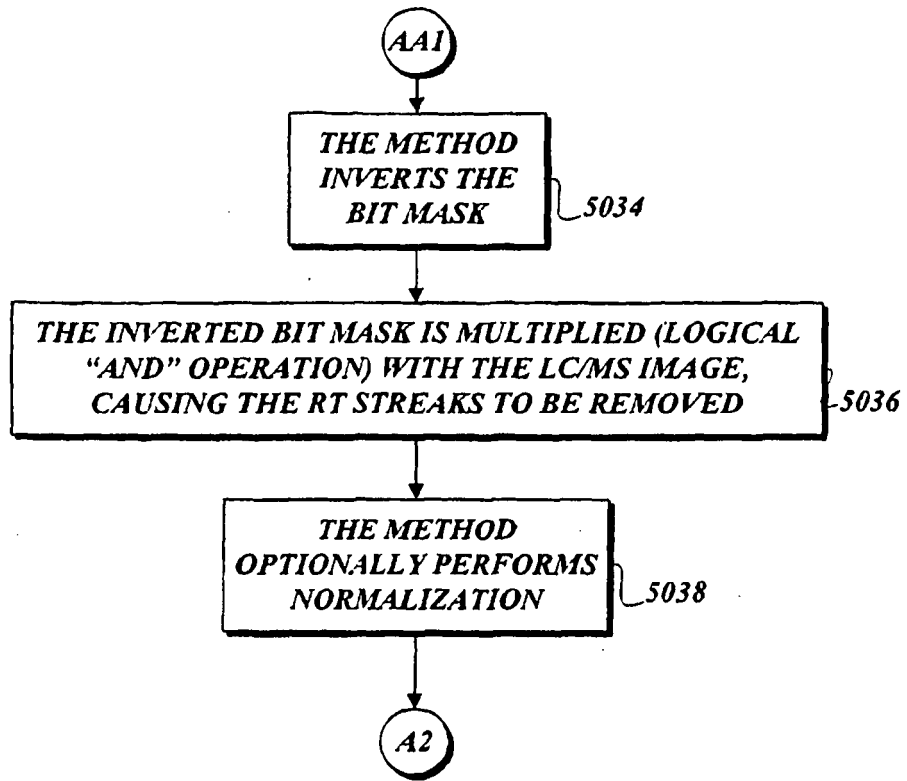 AA1
THE METHOD
INVERTS THE
BIT MASK
5034
THE INVERTED BIT MASK IS MULTIPLIED (LOGICAL
“AND” OPERATION) WITH THE LC/MS IMAGE,
CAUSING THE RT STREAKS TO BE REMOVED
5036
THE METHOD
OPTIONALLY PERFORMS
NORMALIZATION
5038
A2